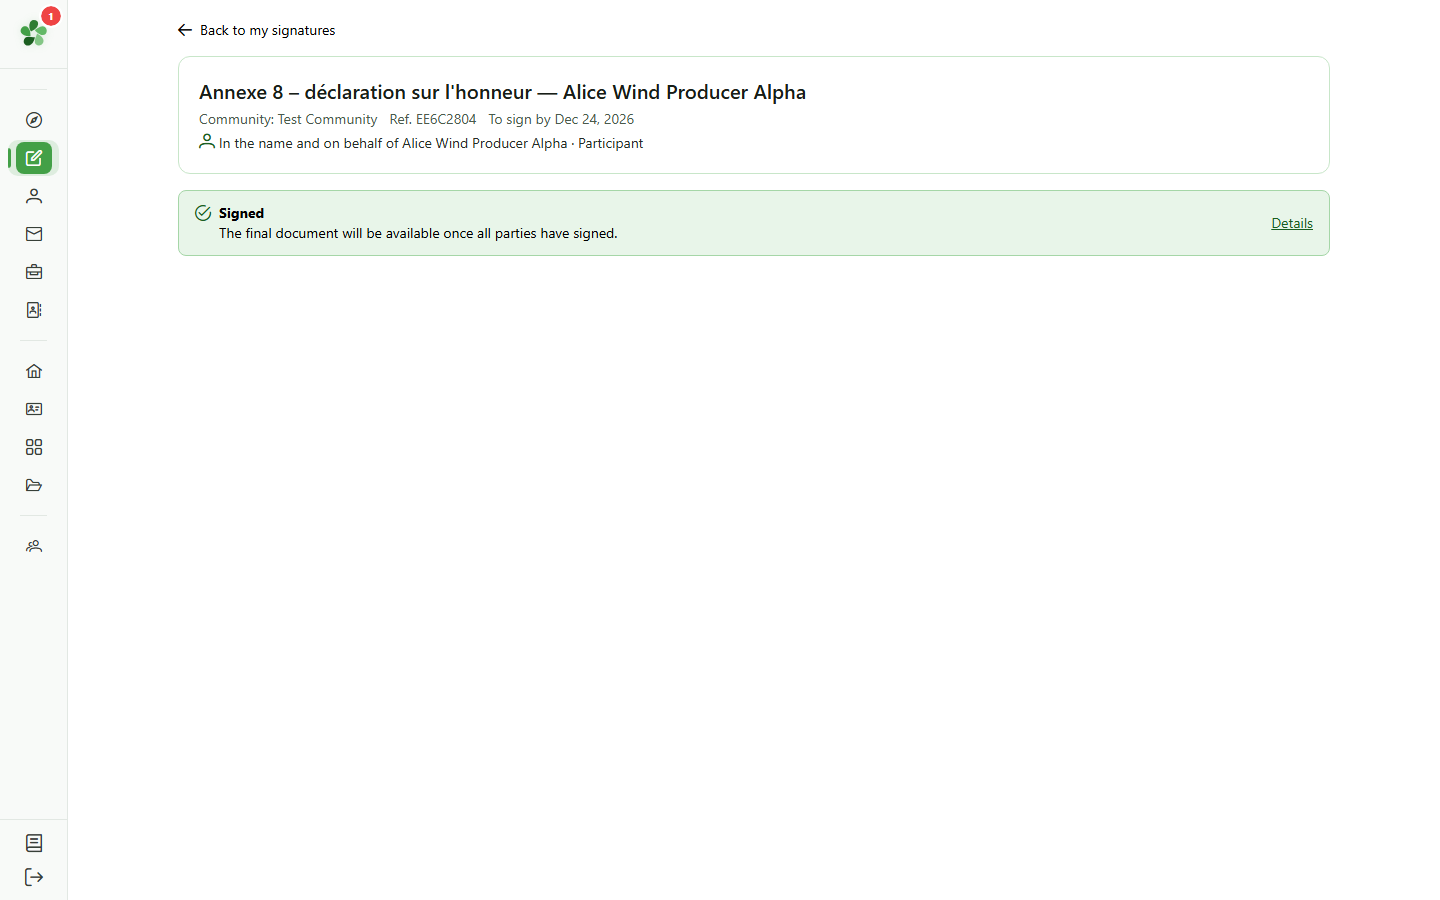 1
Back to my signatures
Annexe 8 – déclaration sur l'honneur — Alice Wind Producer Alpha
Community: Test Community Ref. EE6C2804 To sign by Dec 24, 2026
In the name and on behalf of Alice Wind Producer Alpha · Participant
Signed
The final document will be available once all parties have signed.
Details